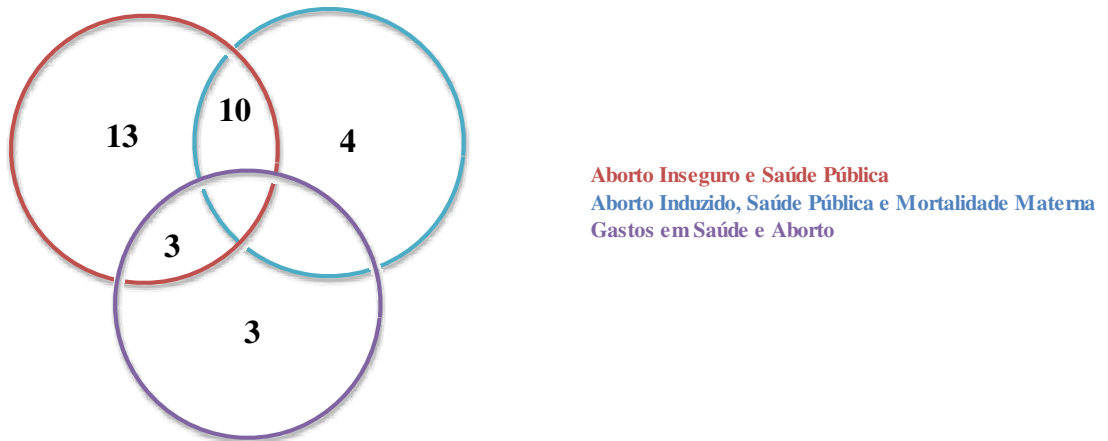 13
10
4
3
3
Aborto Inseguro e Saúde Pública
Aborto Induzido, Saúde Pública e Mortalidade Materna
Gastos em Saúde e Aborto